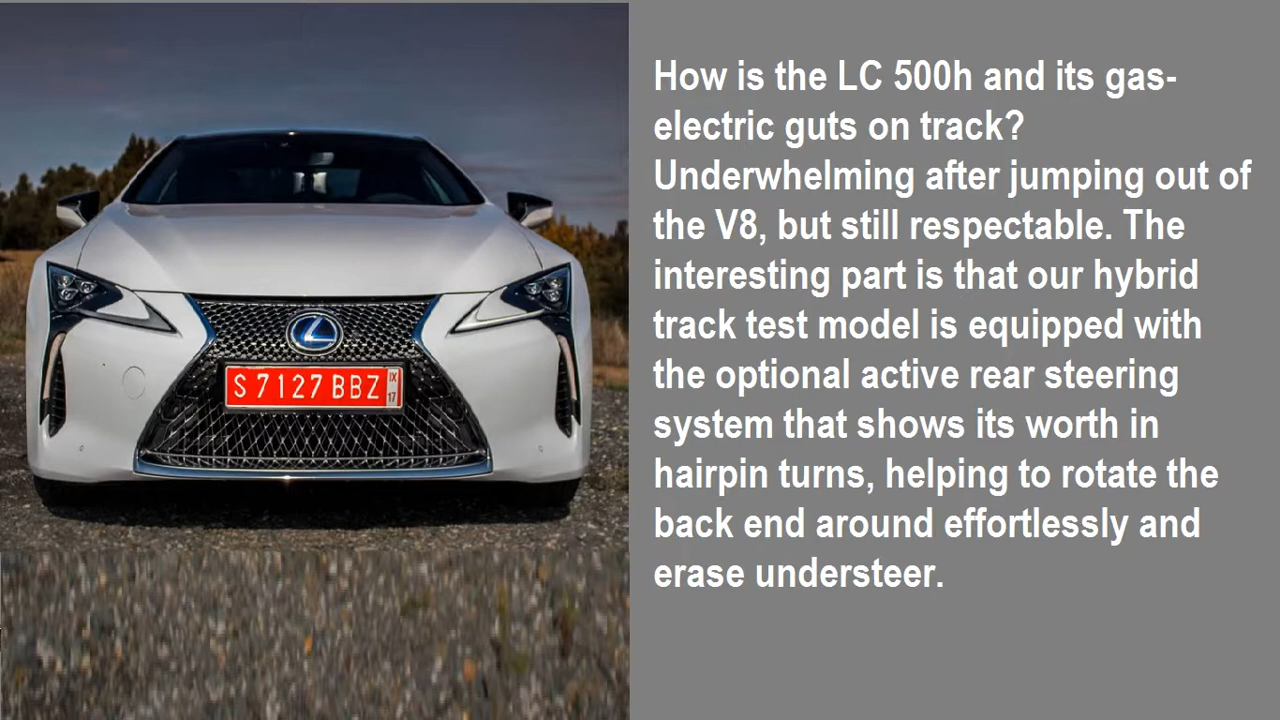 S 7127 BBZ
IX
17
How is the LC 500h and its gas-
electric guts on track?
Underwhelming after jumping out of
the V8, but still respectable. The
interesting part is that our hybrid
track test model is equipped with
the optional active rear steering
system that shows its worth in
hairpin turns, helping to rotate the
back end around effortlessly and
erase understeer.